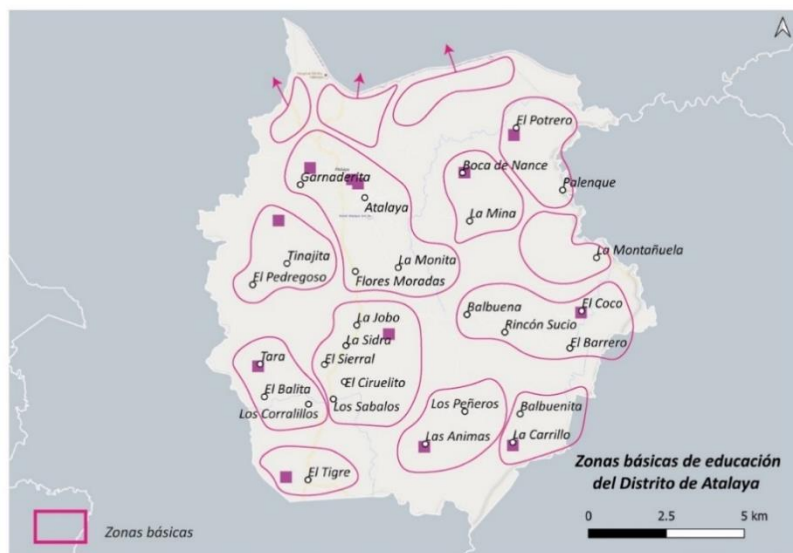 El Potrero
Boca de Nance
Garnaderita
Palenque
Atalaya
La Mina
La Montañuela
Tinajita
La Monita
El Pedregoso
Flores Moradas
El Coco
La Jobo
Balbuena
Rincón Sucio
La Sidra
El Barrero
Tara
El Sierral
El Ciruelito
El Balita
Los Sabalos
Los Corralillos
Los Peñeros
Balbuenita
Las Animas
La Carrillo
El Tigre
Zonas básicas de educación
del Distrito de Atalaya
Zonas básicas
0 2.5 5 km